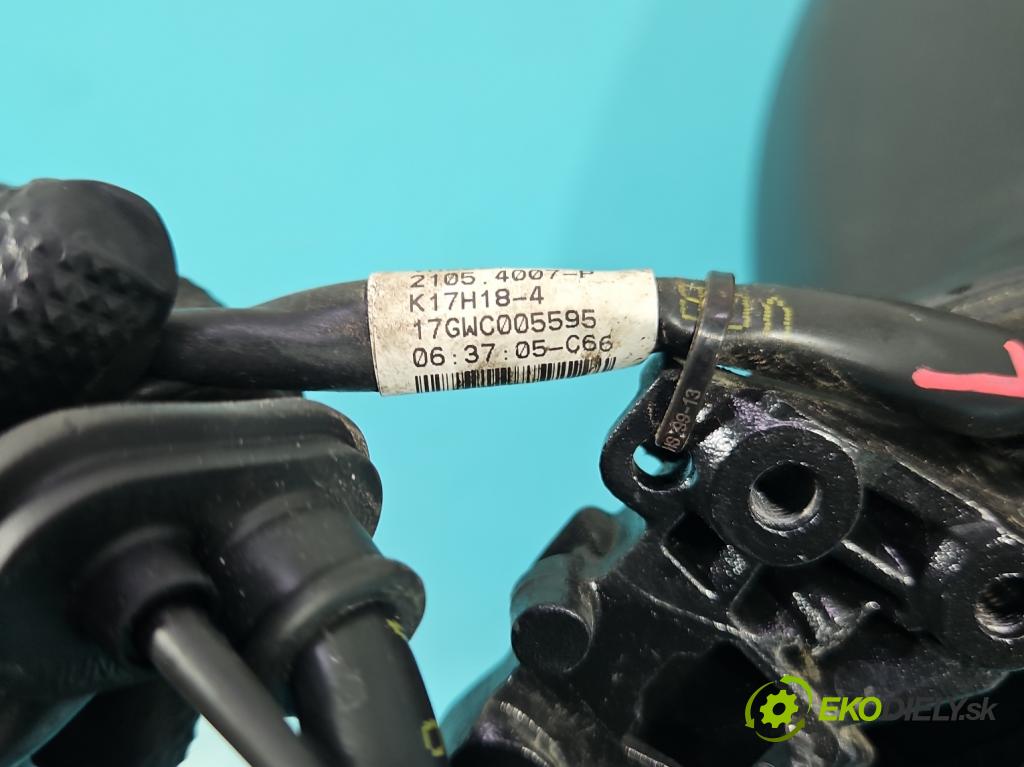 2105.4007-P
K17H18-4
17GWC005595
06:37:05-C66
EKODIELY.sk